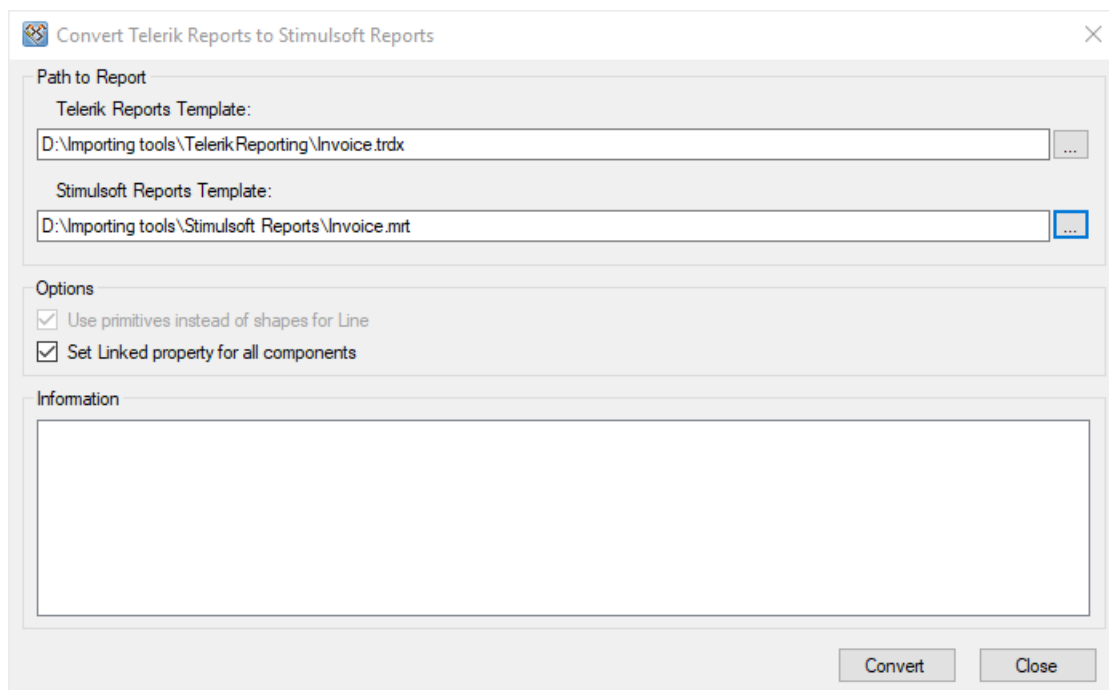 Convert Telerik Reports to Stimulsoft Reports
Path to Report
Telerik Reports Template:
D:\Importing tools\TelerikReporting\Invoice.trdx
...
Stimulsoft Reports Template:
D:\Importing tools\Stimulsoft Reports\Invoice.mrt
...
Options
Use primitives instead of shapes for Line
Set Linked property for all components
Information
Convert Close